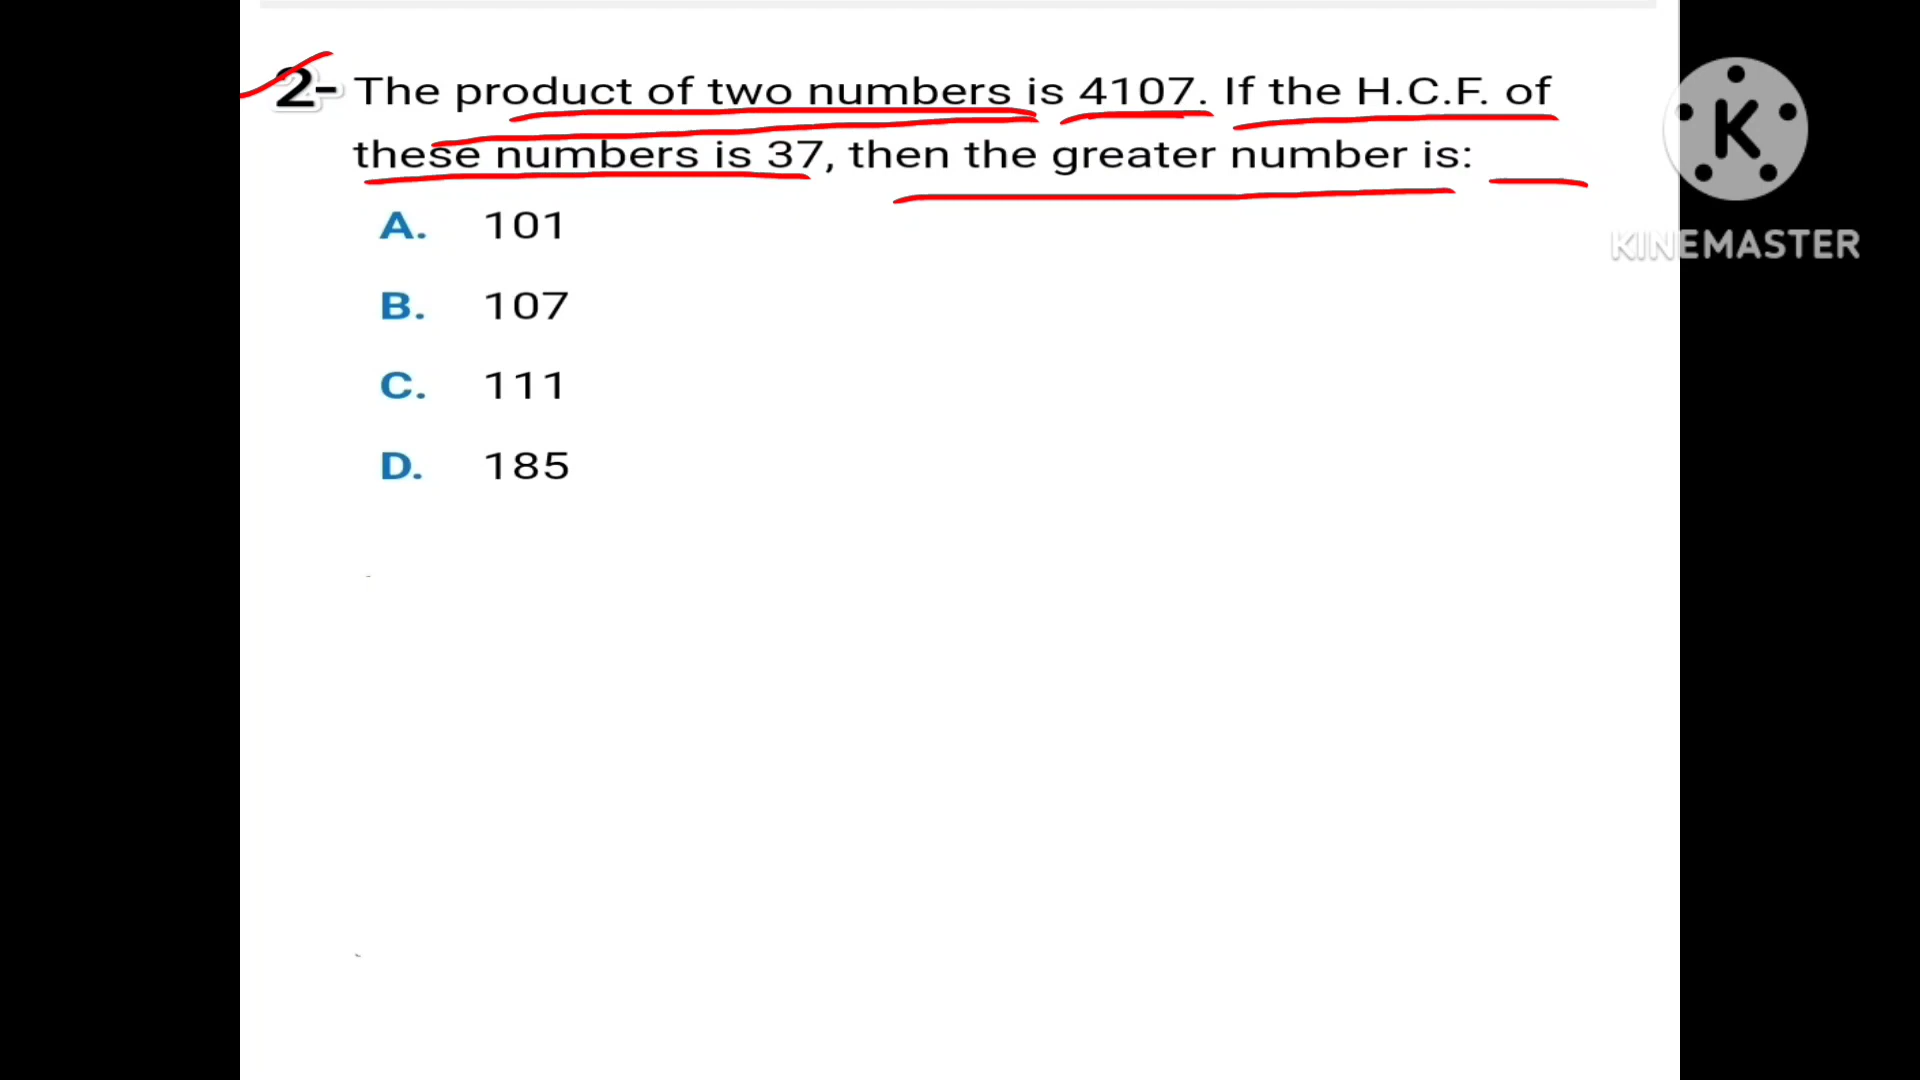 2- The product of two numbers is 4107. If the H.C.F. of
these numbers is 37, then the greater number is:
A. 101
B. 107
C. 111
D. 185
K
KINEMASTER